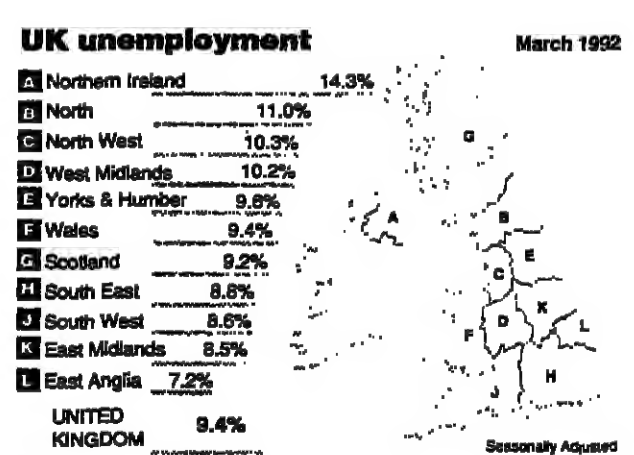 UK unemployment
March 1992
A Northern Ireland 14.3%
B North 11.0%
C North West 10.3%
D West Midlands 10.2%
E Yorks & Humber 9.8%
F Wales 9.4%
G Scotland 9.2%
H South East 8.8%
J South West 8.6%
K East Midlands 8.5%
L East Anglia 7.2%
UNITED
KINGDOM 9.4%
G
A
B
E
C
K
D
L
F
H
J
Seasonally Adjusted